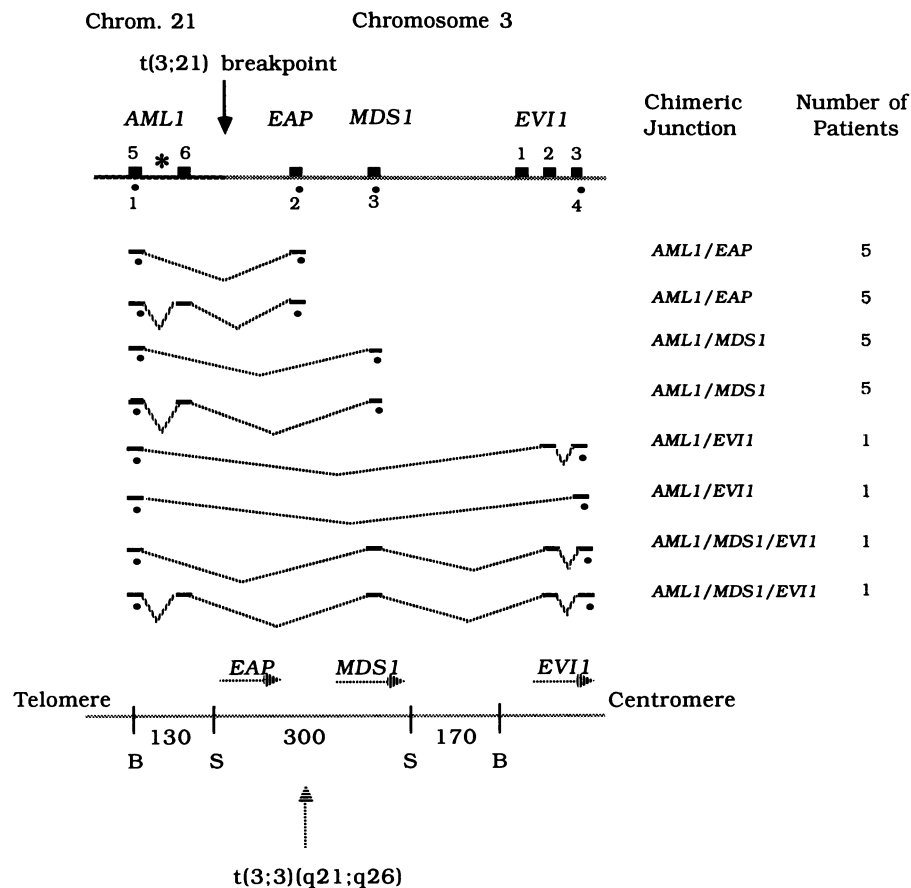 Chrom. 21 Chromosome 3
t(3;21) breakpoint
AML1 EAP MDS1 EVI1 Chimeric Junction Number of Patients
5 * 6 1 2 3
1 2 3 4
AML1/EAP 5
AML1/EAP 5
AML1/MDS1 5
AML1/MDS1 5
AML1/EVI1 1
AML1/EVI1 1
AML1/MDS1/EVI1 1
AML1/MDS1/EVI1 1
EAP MDS1 EVI1
Telomere Centromere
130 300 170
B S S B
t(3;3)(q21;q26)